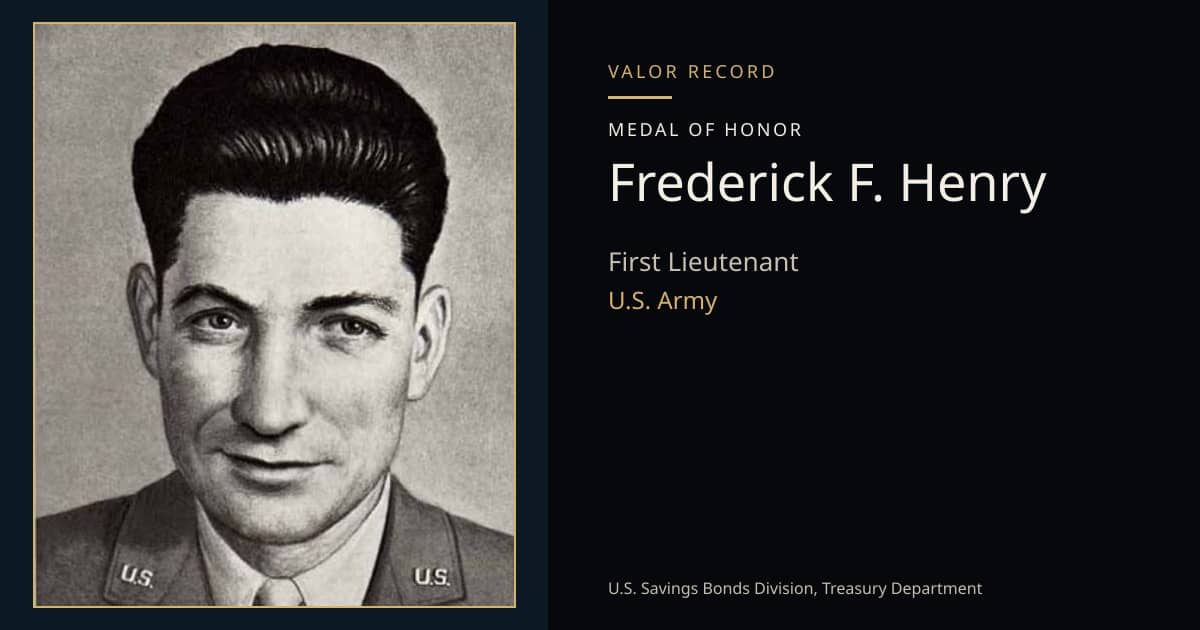 VALOR RECORD
MEDAL OF HONOR
Frederick F. Henry
First Lieutenant
U.S. Army
U.S. U.S.
U.S. Savings Bonds Division, Treasury Department